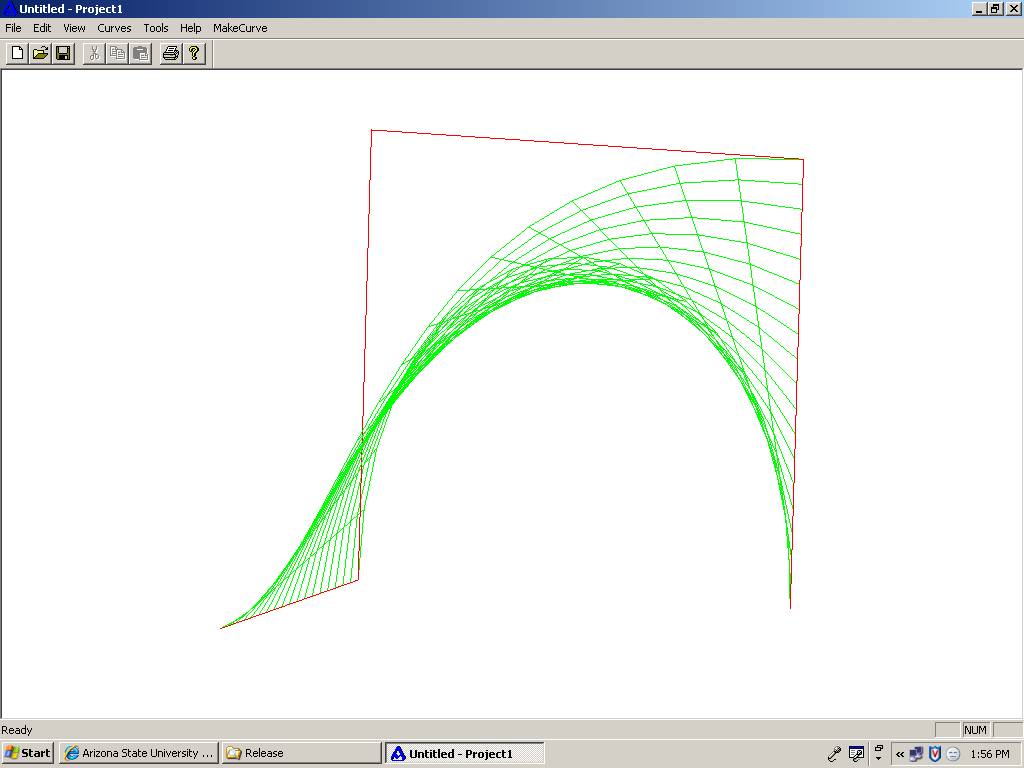 Untitled - Project1
File Edit View Curves Tools Help MakeCurve
Ready NUM
Start Arizona State University ... Release Untitled - Project1 « 1:56 PM